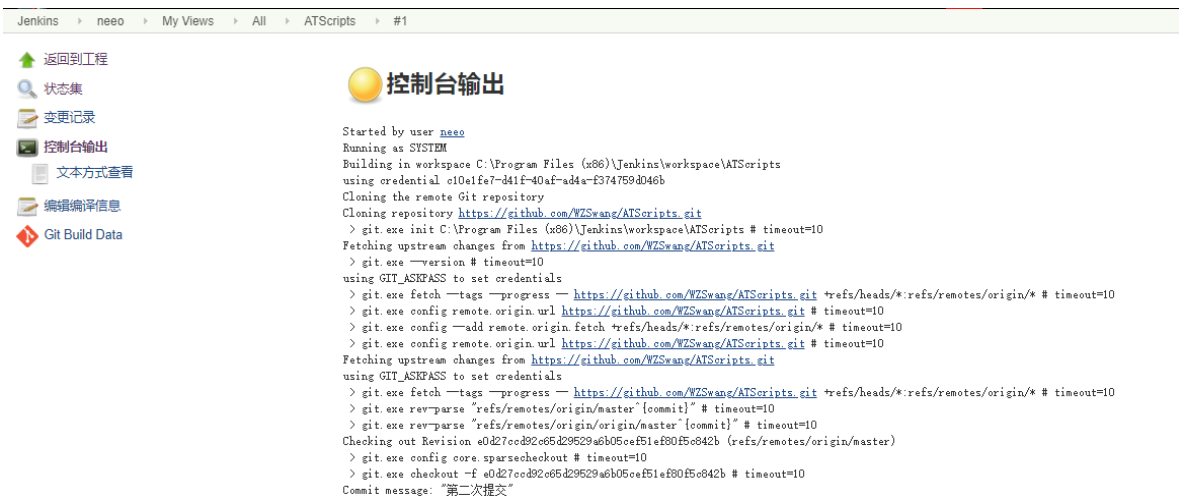 Jenkins neeo My Views All ATScripts #1
返回到工程
状态集
变更记录
控制台输出
文本方式查看
编辑编译信息
Git Build Data
控制台输出
Started by user neeo
Running as SYSTEM
Building in workspace C:\Program Files (x86)\Jenkins\workspace\ATScripts
using credential c10e1fe7-d41f-40af-ad4a-f374759d046b
Cloning the remote Git repository
Cloning repository https://github.com/WZSwang/ATScripts.git
> git.exe init C:\Program Files (x86)\Jenkins\workspace\ATScripts # timeout=10
Fetching upstream changes from https://github.com/WZSwang/ATScripts.git
> git.exe --version # timeout=10
using GIT_ASKPASS to set credentials
> git.exe fetch --tags --progress -- https://github.com/WZSwang/ATScripts.git +refs/heads/*:refs/remotes/origin/* # timeout=10
> git.exe config remote.origin.url https://github.com/WZSwang/ATScripts.git # timeout=10
> git.exe config --add remote.origin.fetch +refs/heads/*:refs/remotes/origin/* # timeout=10
> git.exe config remote.origin.url https://github.com/WZSwang/ATScripts.git # timeout=10
Fetching upstream changes from https://github.com/WZSwang/ATScripts.git
using GIT_ASKPASS to set credentials
> git.exe fetch --tags --progress -- https://github.com/WZSwang/ATScripts.git +refs/heads/*:refs/remotes/origin/* # timeout=10
> git.exe rev-parse "refs/remotes/origin/master^{commit}" # timeout=10
> git.exe rev-parse "refs/remotes/origin/origin/master^{commit}" # timeout=10
Checking out Revision e0d27ccd92c65d29529a6b05cef51ef80f5c842b (refs/remotes/origin/master)
> git.exe config core.sparsecheckout # timeout=10
> git.exe checkout -f e0d27ccd92c65d29529a6b05cef51ef80f5c842b # timeout=10
Commit message: "第二次提交"